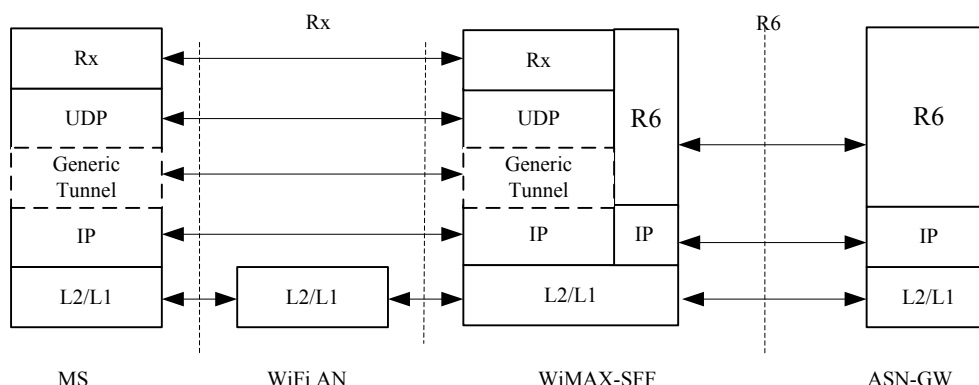 Rx
R6
Rx
Rx
UDP
UDP
R6
R6
Generic
Tunnel
Generic
Tunnel
IP
IP
IP
IP
L2/L1
L2/L1
L2/L1
L2/L1
MS
WiFi AN
WiMAX-SFF
ASN-GW